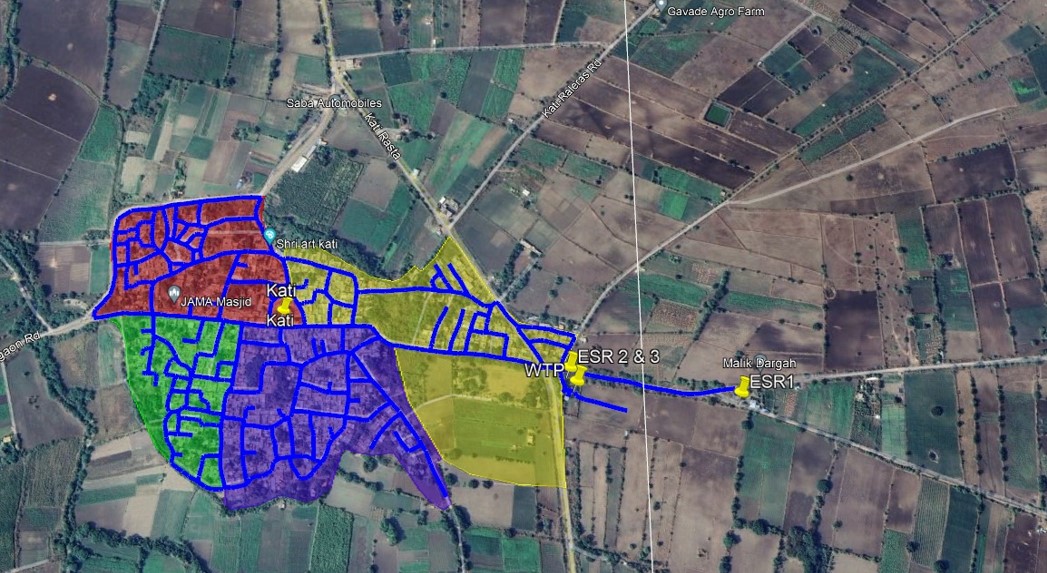 Gavade Agro Farm
Kati Raleras Rd
Saba Automobiles
Kati Rasta
Shri art kati
JAMA Masjid
Kati
Kati
gaon Rd
ESR 2 & 3
WTP
Malik Dargah
ESR1